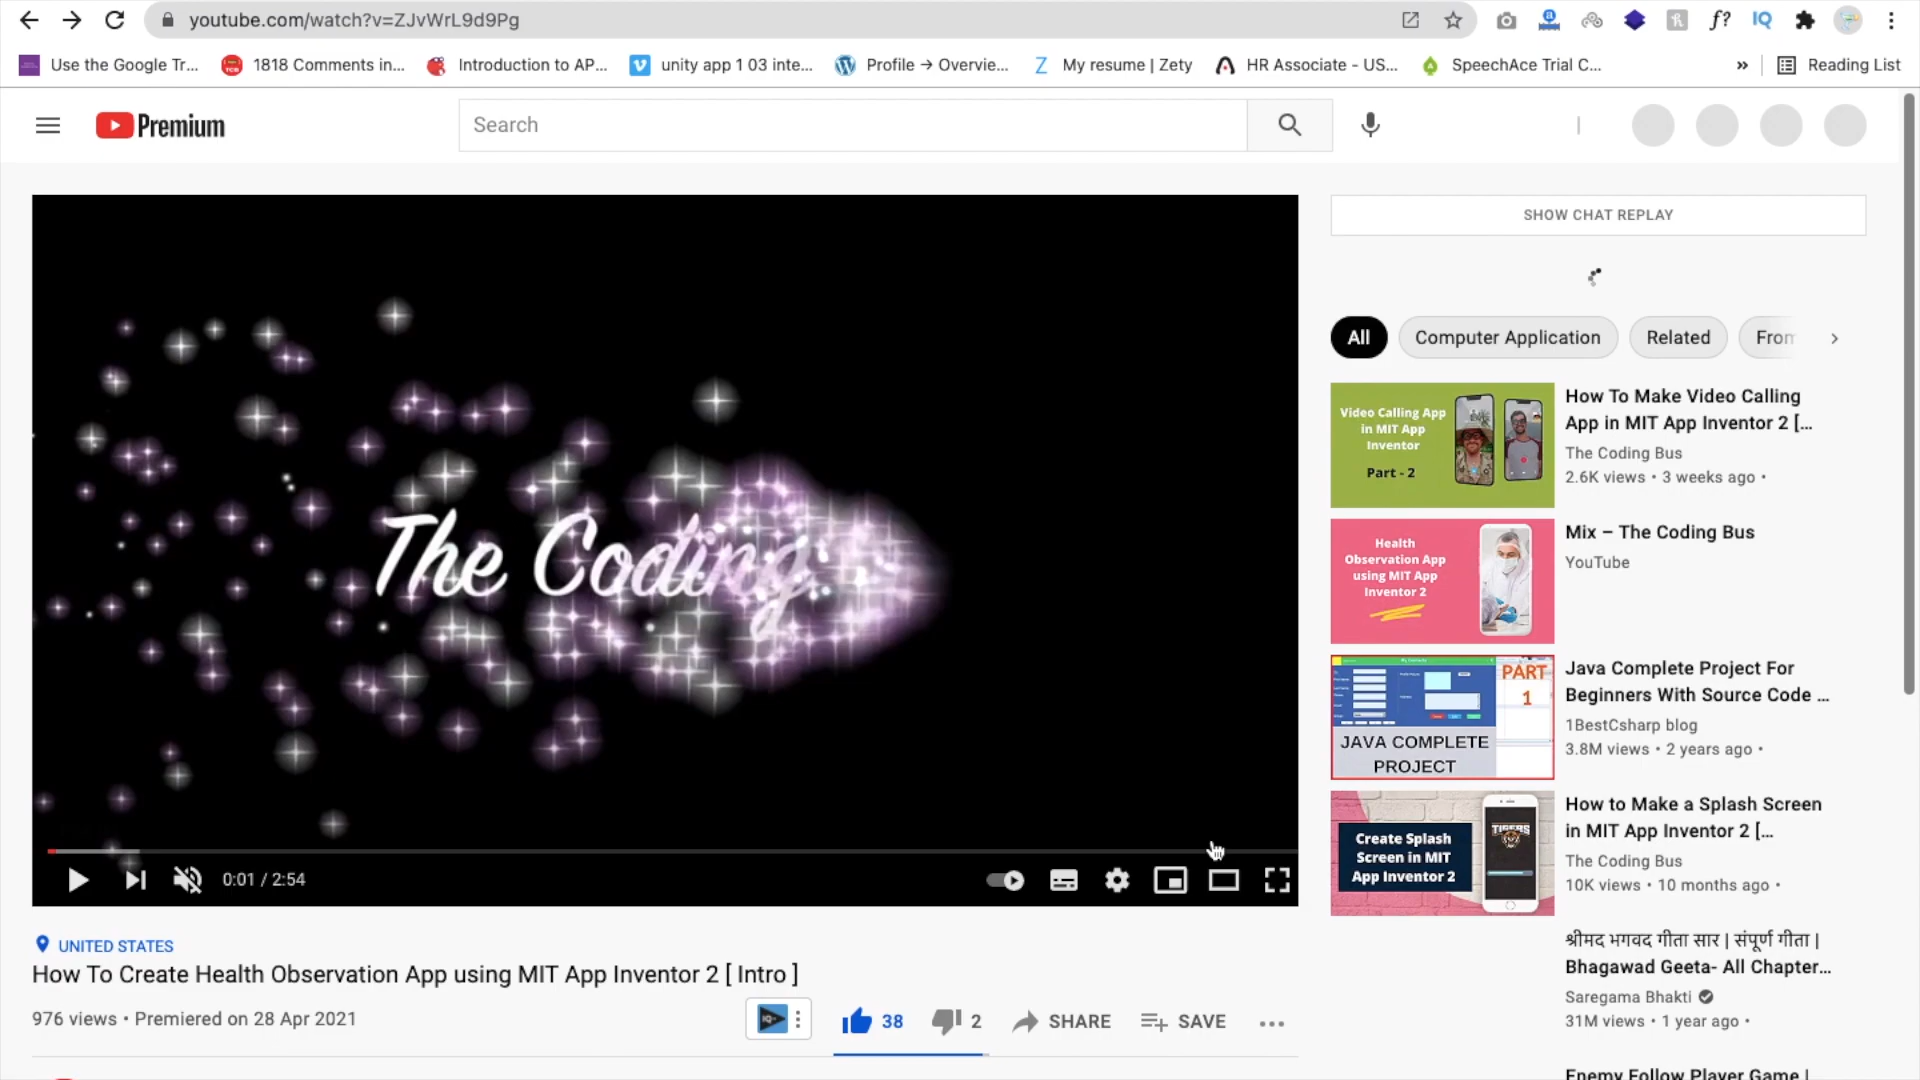 youtube.com/watch?v=ZJvWrL9d9Pg
f?
IQ
Use the Google Tr...
1818 Comments in...
Introduction to AP...
unity app 1 03 inte...
Profile → Overvie...
My resume | Zety
HR Associate - US...
SpeechAce Trial C...
»
Reading List
Premium
Search
SHOW CHAT REPLAY
All
Computer Application
Related
From
The Coding
Video Calling App
in MIT App
Inventor
Part - 2
How To Make Video Calling
App in MIT App Inventor 2 [...
The Coding Bus
2.6K views • 3 weeks ago •
Health
Observation App
using MIT App
Inventor 2
Mix – The Coding Bus
YouTube
PART
1
JAVA COMPLETE
PROJECT
Java Complete Project For
Beginners With Source Code ...
1BestCsharp blog
3.8M views • 2 years ago •
Create Splash
Screen in MIT
App Inventor 2
TIGERS
How to Make a Splash Screen
in MIT App Inventor 2 [...
The Coding Bus
10K views • 10 months ago •
श्रीमद भगवद गीता सार | संपूर्ण गीता |
Bhagawad Geeta- All Chapter...
Saregama Bhakti
31M views • 1 year ago •
Enemy Follow Player Game |
0:01 / 2:54
UNITED STATES
How To Create Health Observation App using MIT App Inventor 2 [ Intro ]
976 views • Premiered on 28 Apr 2021
38
2
SHARE
SAVE